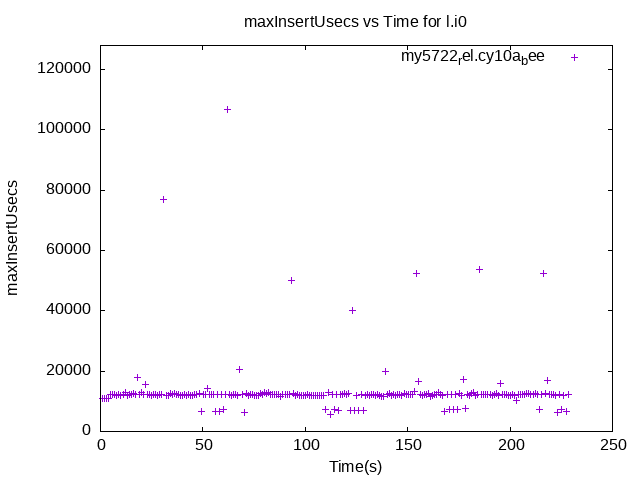 maxInsertUsecs vs Time for l.i0
my5722rel.cy10abee
120000
100000
80000
60000
40000
20000
0
maxInsertUsecs
0 50 100 150 200 250
Time(s)